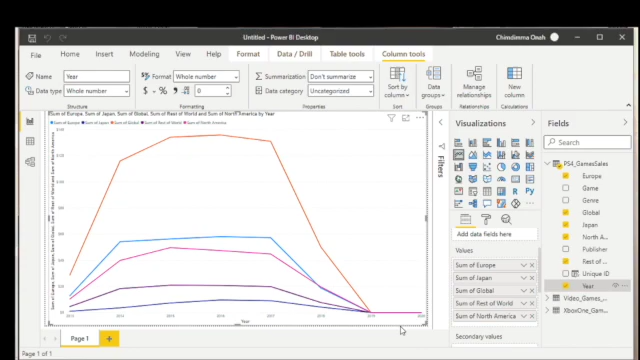 Untitled - Power BI Desktop
Chimdimma Onah
File Home Insert Modeling View Help Format Data / Drill Table tools Column tools
Name Year
Data type Whole number
Format Whole number
$ % 0
Summarization Don't summarize
Data category Uncategorized
Sort by column
Data groups
Manage relationships
New column
Structure Formatting Properties Sort Groups Relationships Calculations
Sum of Europe, Sum of Japan, Sum of Global, Sum of Rest of World and Sum of North America by Year
Sum of Europe Sum of Japan Sum of Global Sum of Rest of World Sum of North America
Year
Filters
Visualizations
Add data fields here
Values
Sum of Europe
Sum of Japan
Sum of Global
Sum of Rest of World
Sum of North America
Secondary values
Fields
Search
PS4_GamesSales
Europe
Game
Genre
Global
Japan
North A...
Publisher
Rest of ...
Unique ID
Year
Video_Games_...
XboxOne_Game...
Page 1
Page 1 of 1